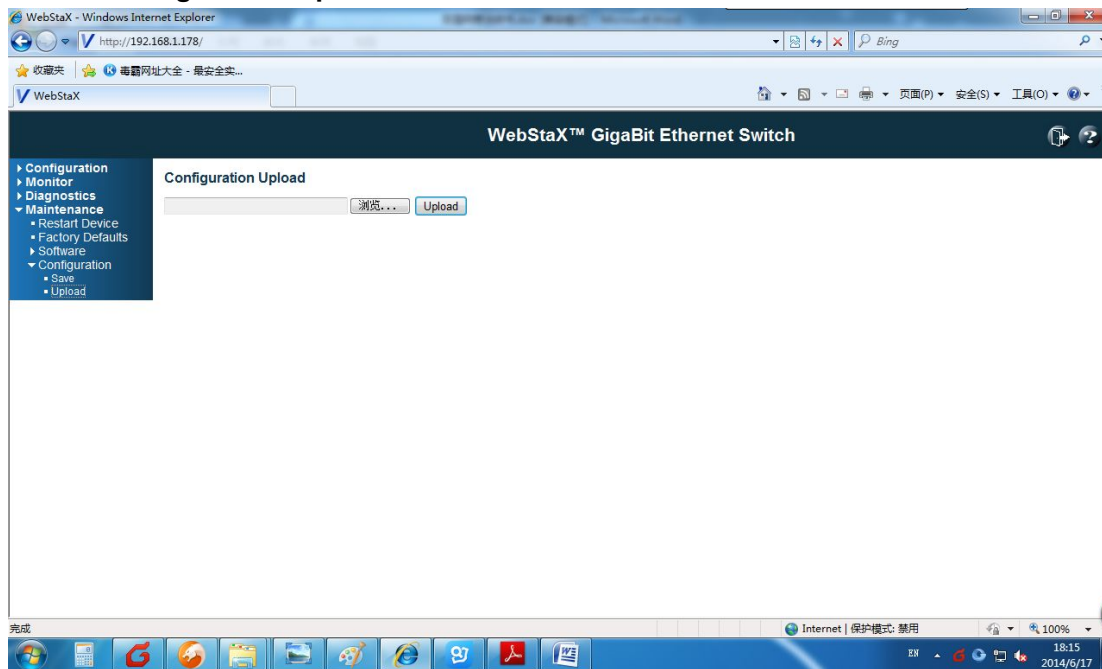 WebStaX - Windows Internet Explorer
http://192.168.1.178/
Bing
收藏夹
毒霸网址大全 - 最安全实...
WebStaX
页面(P)
安全(S)
工具(O)
WebStaX™ GigaBit Ethernet Switch
Configuration
Monitor
Diagnostics
Maintenance
Restart Device
Factory Defaults
Software
Configuration
Save
Upload
Configuration Upload
浏览... Upload
完成
Internet | 保护模式: 禁用
100%
EN
18:15
2014/6/17